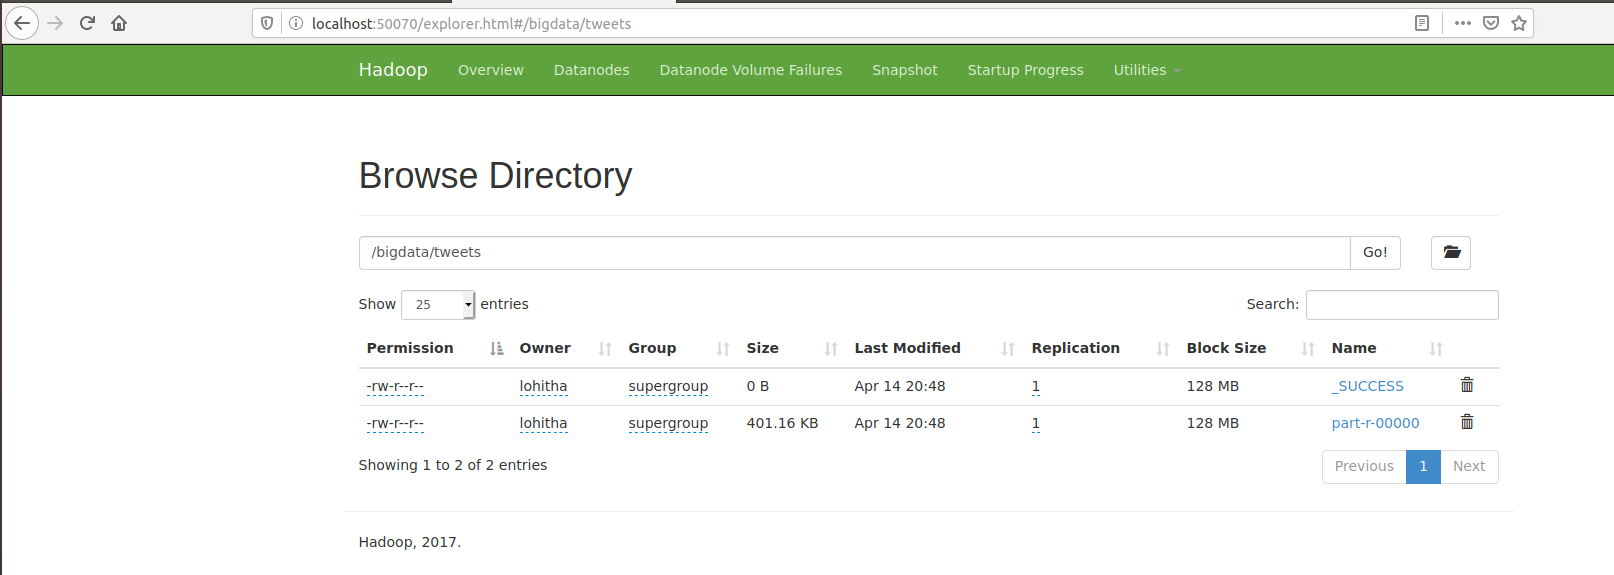 localhost:50070/explorer.html#/bigdata/tweets
Hadoop Overview Datanodes Datanode Volume Failures Snapshot Startup Progress Utilities
Browse Directory
/bigdata/tweets Go!
Show 25 entries Search:
Permission Owner Group Size Last Modified Replication Block Size Name
-rw-r--r-- lohitha supergroup 0 B Apr 14 20:48 1 128 MB _SUCCESS
-rw-r--r-- lohitha supergroup 401.16 KB Apr 14 20:48 1 128 MB part-r-00000
Showing 1 to 2 of 2 entries Previous 1 Next
Hadoop, 2017.